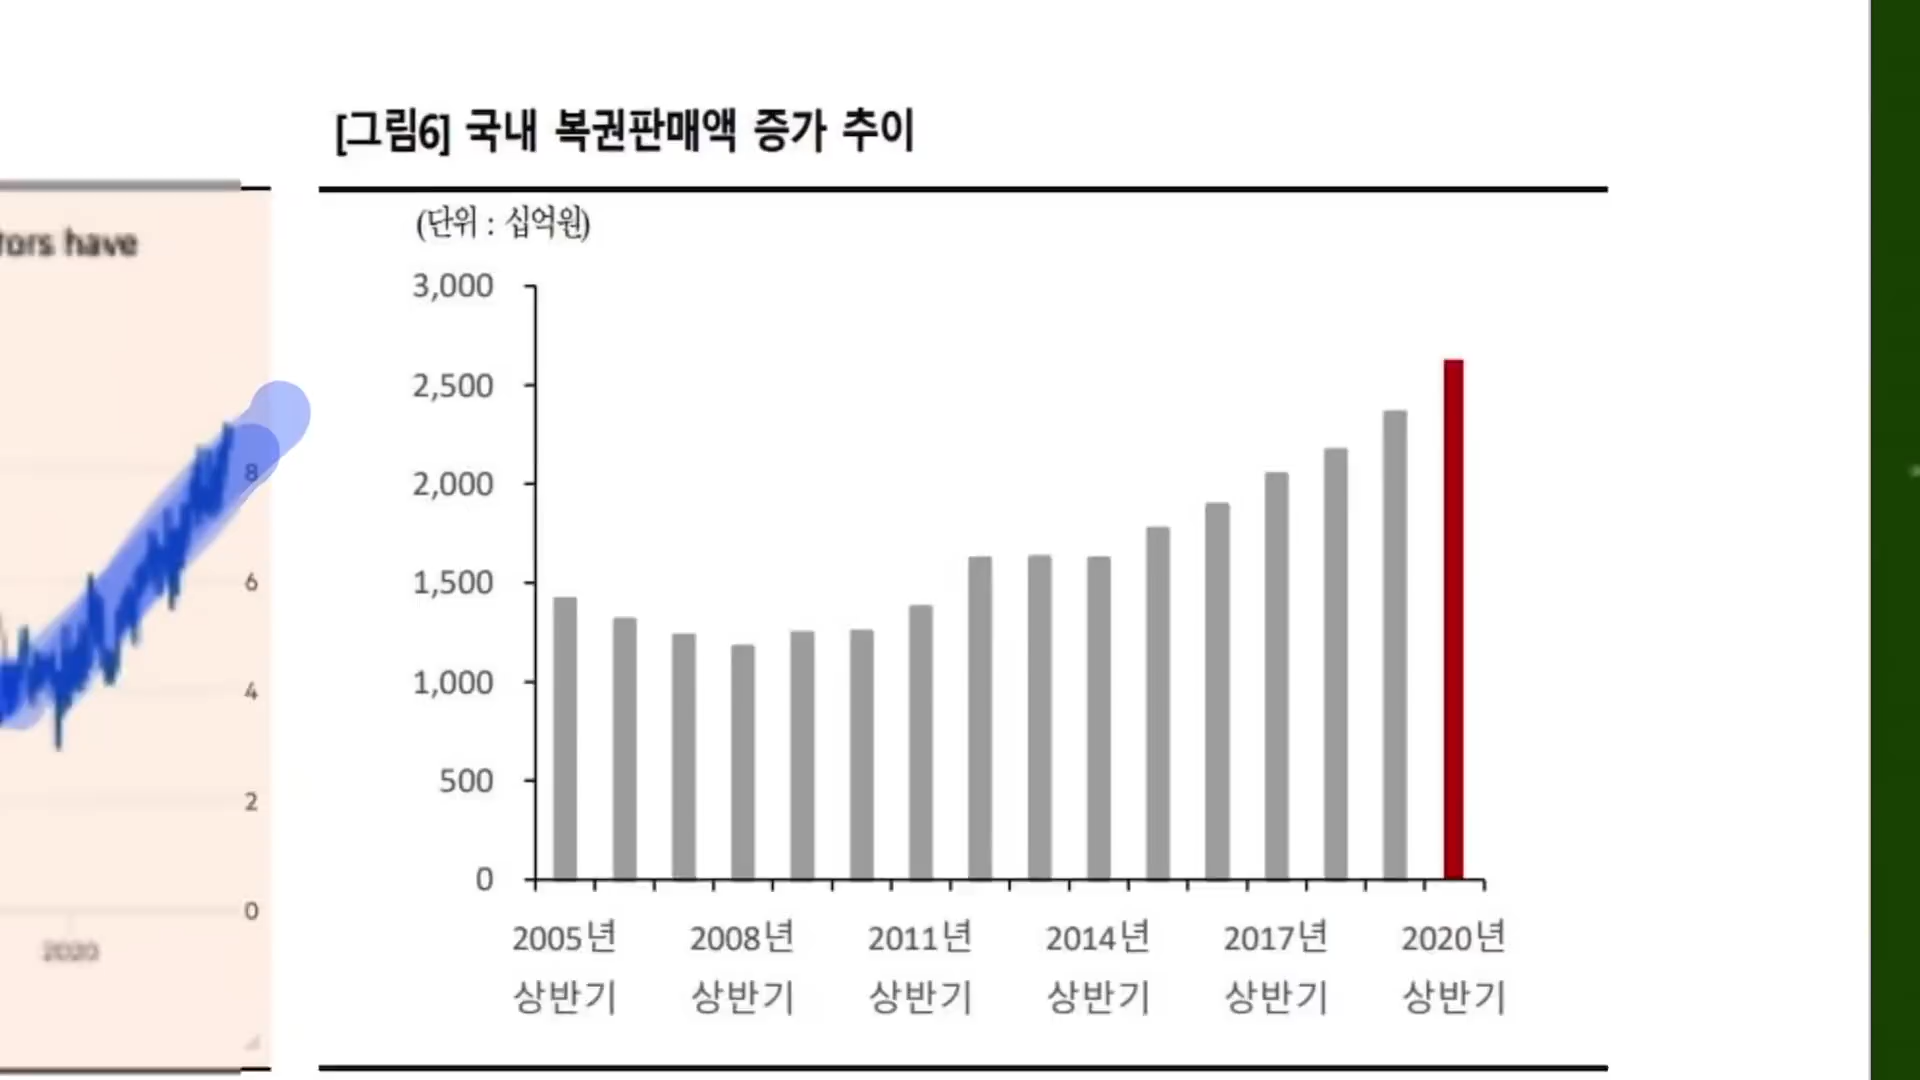 [그림6] 국내 복권판매액 증가 추이
tors have
(단위 : 십억원)
3,000
2,500
2,000
1,500
1,000
500
0
2005년 2008년 2011년 2014년 2017년 2020년
상반기 상반기 상반기 상반기 상반기 상반기
8
6
4
2
0
2020